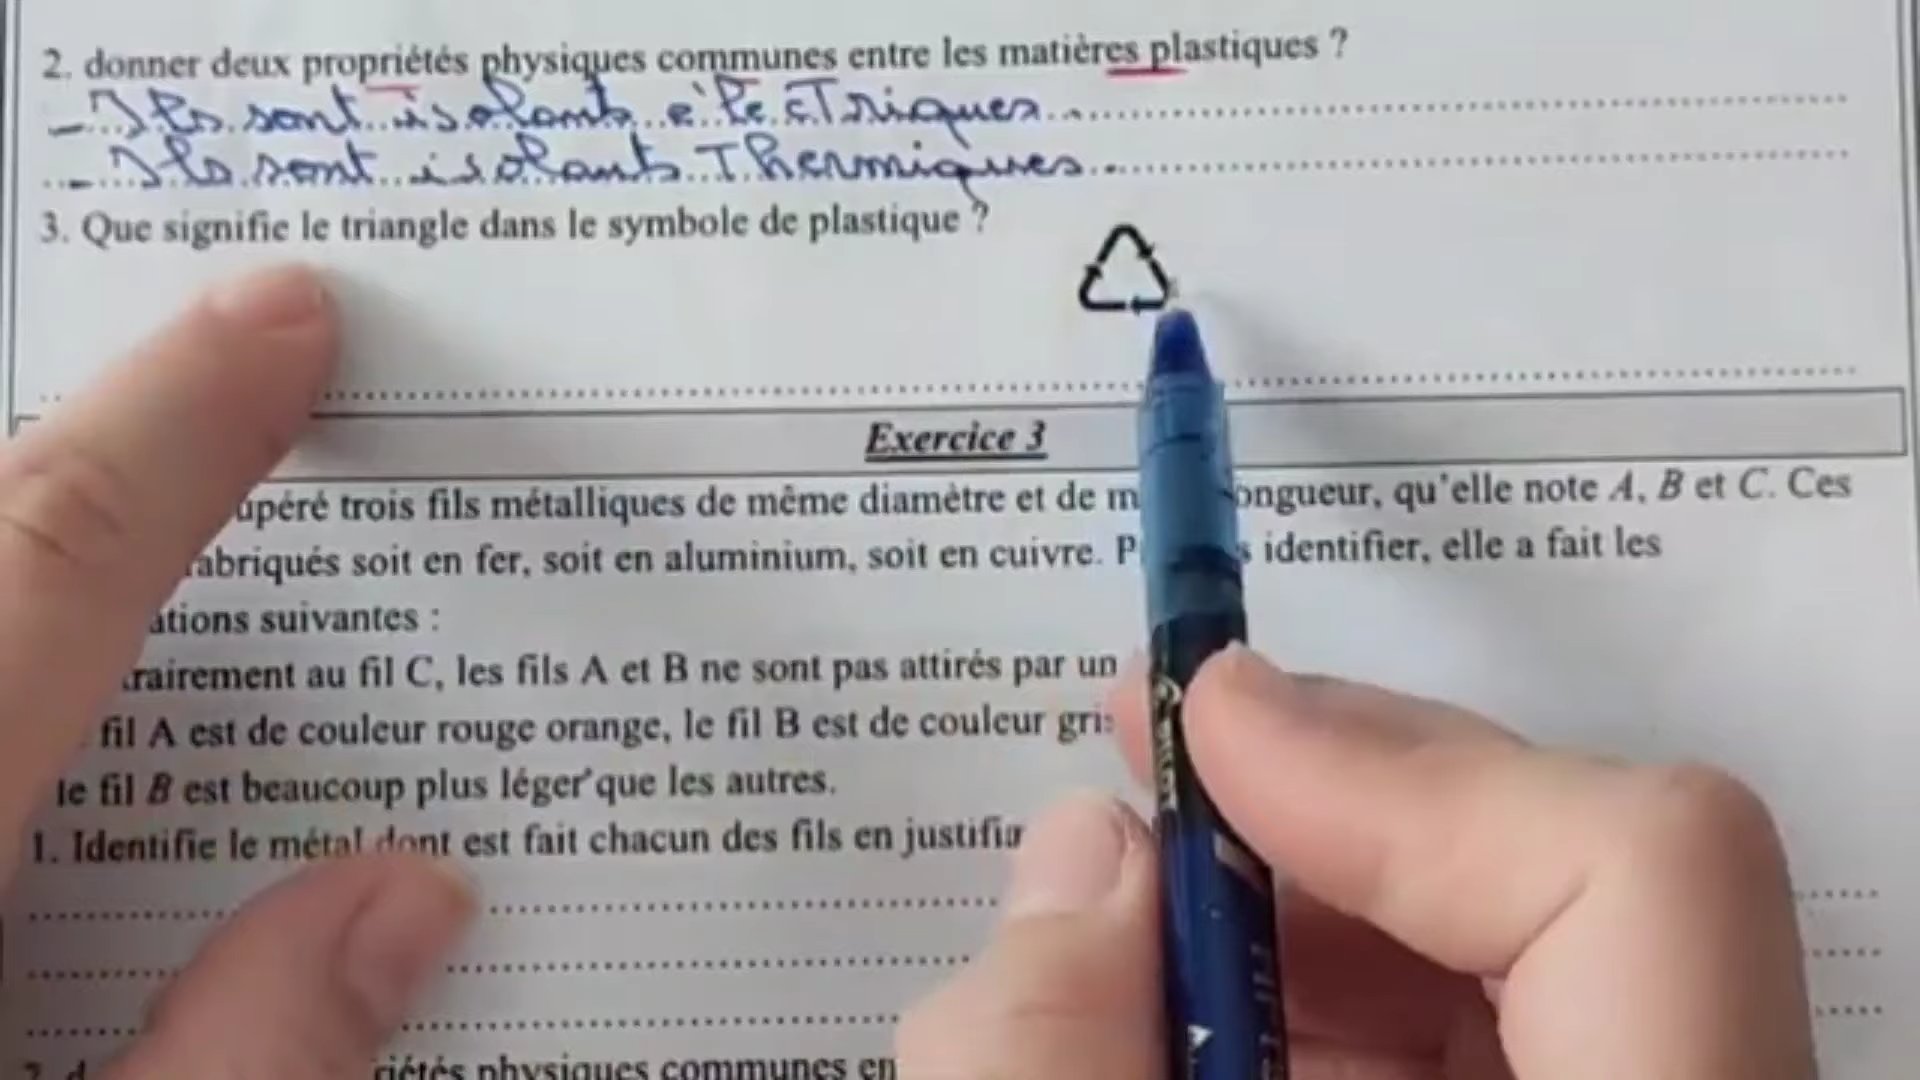 2. donner deux propriétés physiques communes entre les matières plastiques ?
- Ils sont isolants électriques
- Ils sont isolants Thermiques
3. Que signifie le triangle dans le symbole de plastique ?
Exercice 3
upéré trois fils métalliques de même diamètre et de m ongueur, qu'elle note A, B et C. Ces
abriqués soit en fer, soit en aluminium, soit en cuivre. P s identifier, elle a fait les
ations suivantes :
rairement au fil C, les fils A et B ne sont pas attirés par un
fil A est de couleur rouge orange, le fil B est de couleur gri
le fil B est beaucoup plus léger que les autres.
1. Identifie le métal dont est fait chacun des fils en justifia
2. d riétés physiques communes en